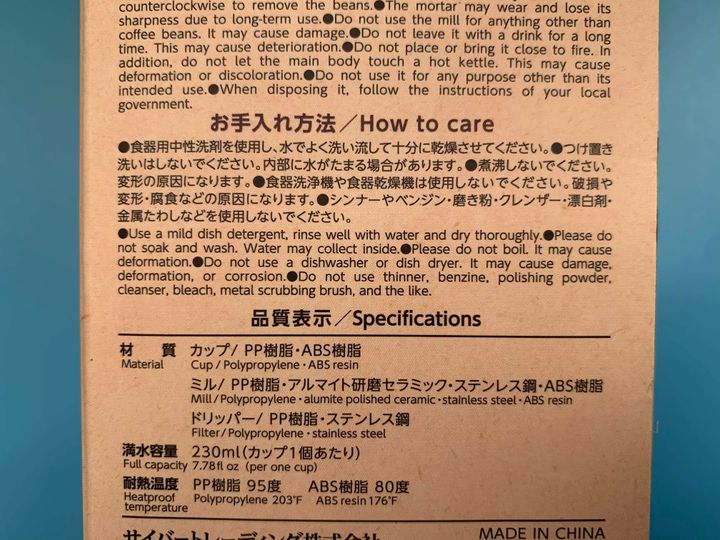 counterclockwise to remove the beans.●The mortar may wear and lose its
sharpness due to long-term use.●Do not use the mill for anything other than
coffee beans. It may cause damage.●Do not leave it with a drink for a long
time. This may cause deterioration.●Do not place or bring it close to fire. In
addition, do not let the main body touch a hot kettle. This may cause
deformation or discoloration.●Do not use it for any purpose other than its
intended use.●When disposing it, follow the instructions of your local
government.
お手入れ方法/How to care
●食器用中性洗剤を使用し、水でよく洗い流して十分に乾燥させてください。●つけ置き
洗いはしないでください。内部に水がたまる場合があります。●煮沸しないでください。
変形の原因になります。●食器洗浄機や食器乾燥機は使用しないでください。破損や
変形・腐食などの原因になります。●シンナーやベンジン・磨き粉・クレンザー・漂白剤・
金属たわしなどを使用しないでください。
●Use a mild dish detergent, rinse well with water and dry thoroughly.●Please do
not soak and wash. Water may collect inside.●Please do not boil. It may cause
deformation.●Do not use a dishwasher or dish dryer. It may cause damage,
deformation, or corrosion.●Do not use thinner, benzine, polishing powder,
cleanser, bleach, metal scrubbing brush, and the like.
品質表示/Specifications
材 質 カップ/ PP樹脂・ABS樹脂
Material Cup / Polypropylene・ABS resin
ミル/ PP樹脂・アルマイト研磨セラミック・ステンレス鋼・ABS樹脂
Mill/Polypropylene・alumite polished ceramic・stainless steel・ABS resin
ドリッパー/ PP樹脂・ステンレス鋼
Filter/Polypropylene・stainless steel
満水容量 230ml(カップ1個あたり)
Full capacity 7.78fl oz (per one cup)
耐熱温度 PP樹脂 95度 ABS樹脂 80度
Heatproof temperature Polypropylene 203°F ABS resin 176°F
サイバートレーディング株式会社 MADE IN CHINA